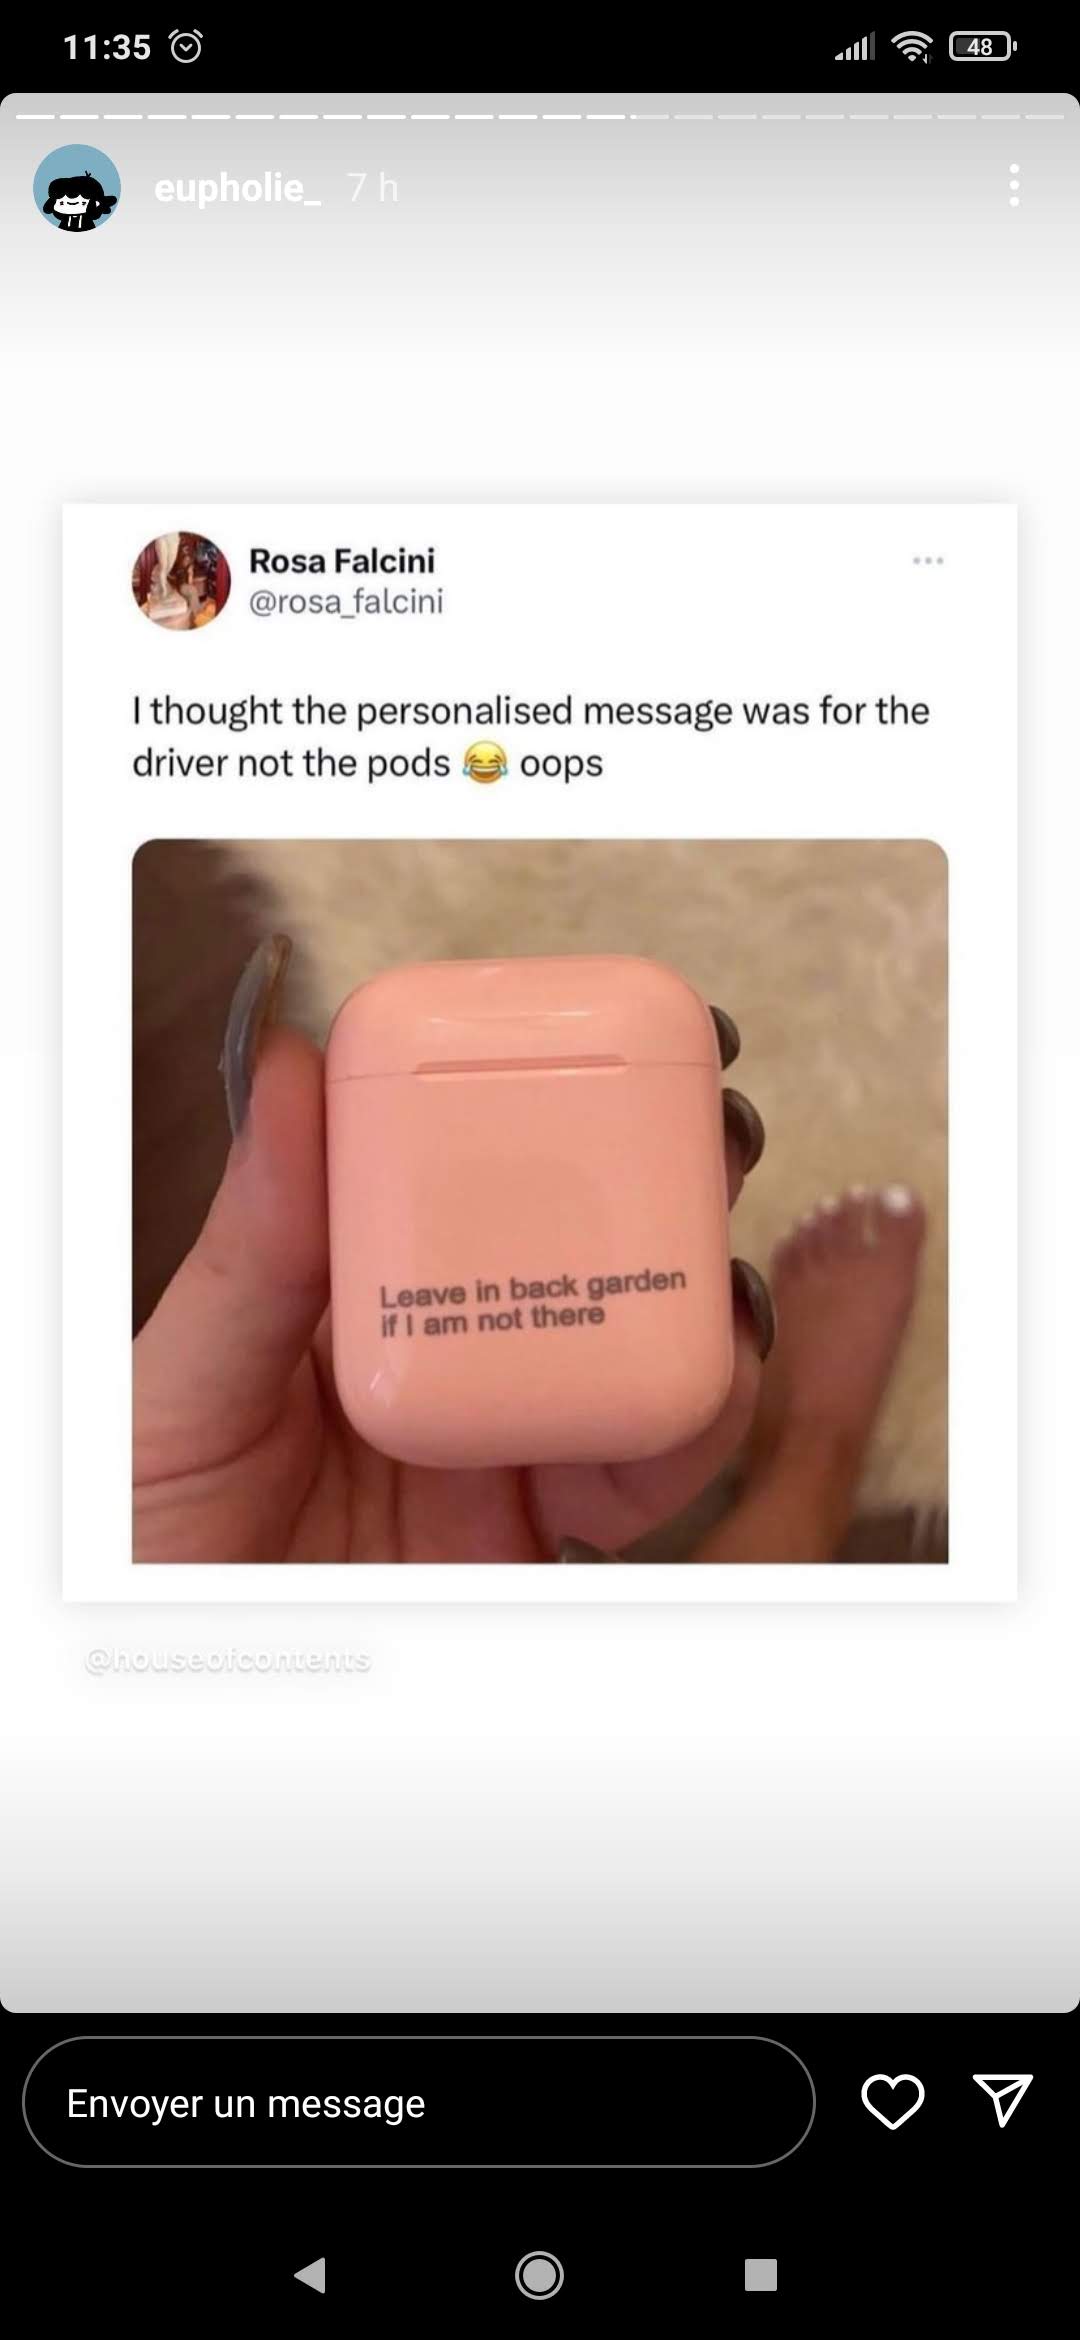 11:35
48
eupholie_ 7 h
Rosa Falcini
@rosa_falcini
I thought the personalised message was for the
driver not the pods 😂 oops
Leave in back garden
if I am not there
@houseofcontents
Envoyer un message